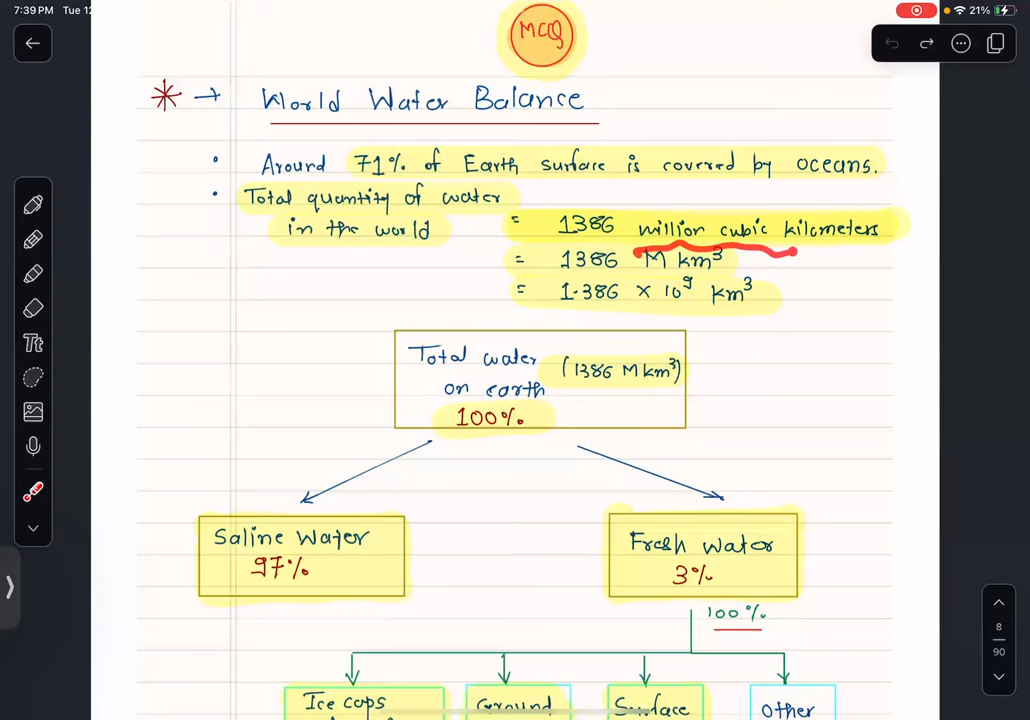 7:39 PM Tue 12
21%
MCQ
* → World Water Balance
• Around 71% of Earth surface is covered by oceans.
• Total quantity of water
in the world
= 1386 million cubic kilometers
= 1386 M km³
= 1.386 × 10⁹ km³
Total water (1386 M km³)
on earth
100%
Saline Water
97%
Fresh Water
3%
100%
Ice caps
Ground
Surface
Other
Tt
8
90